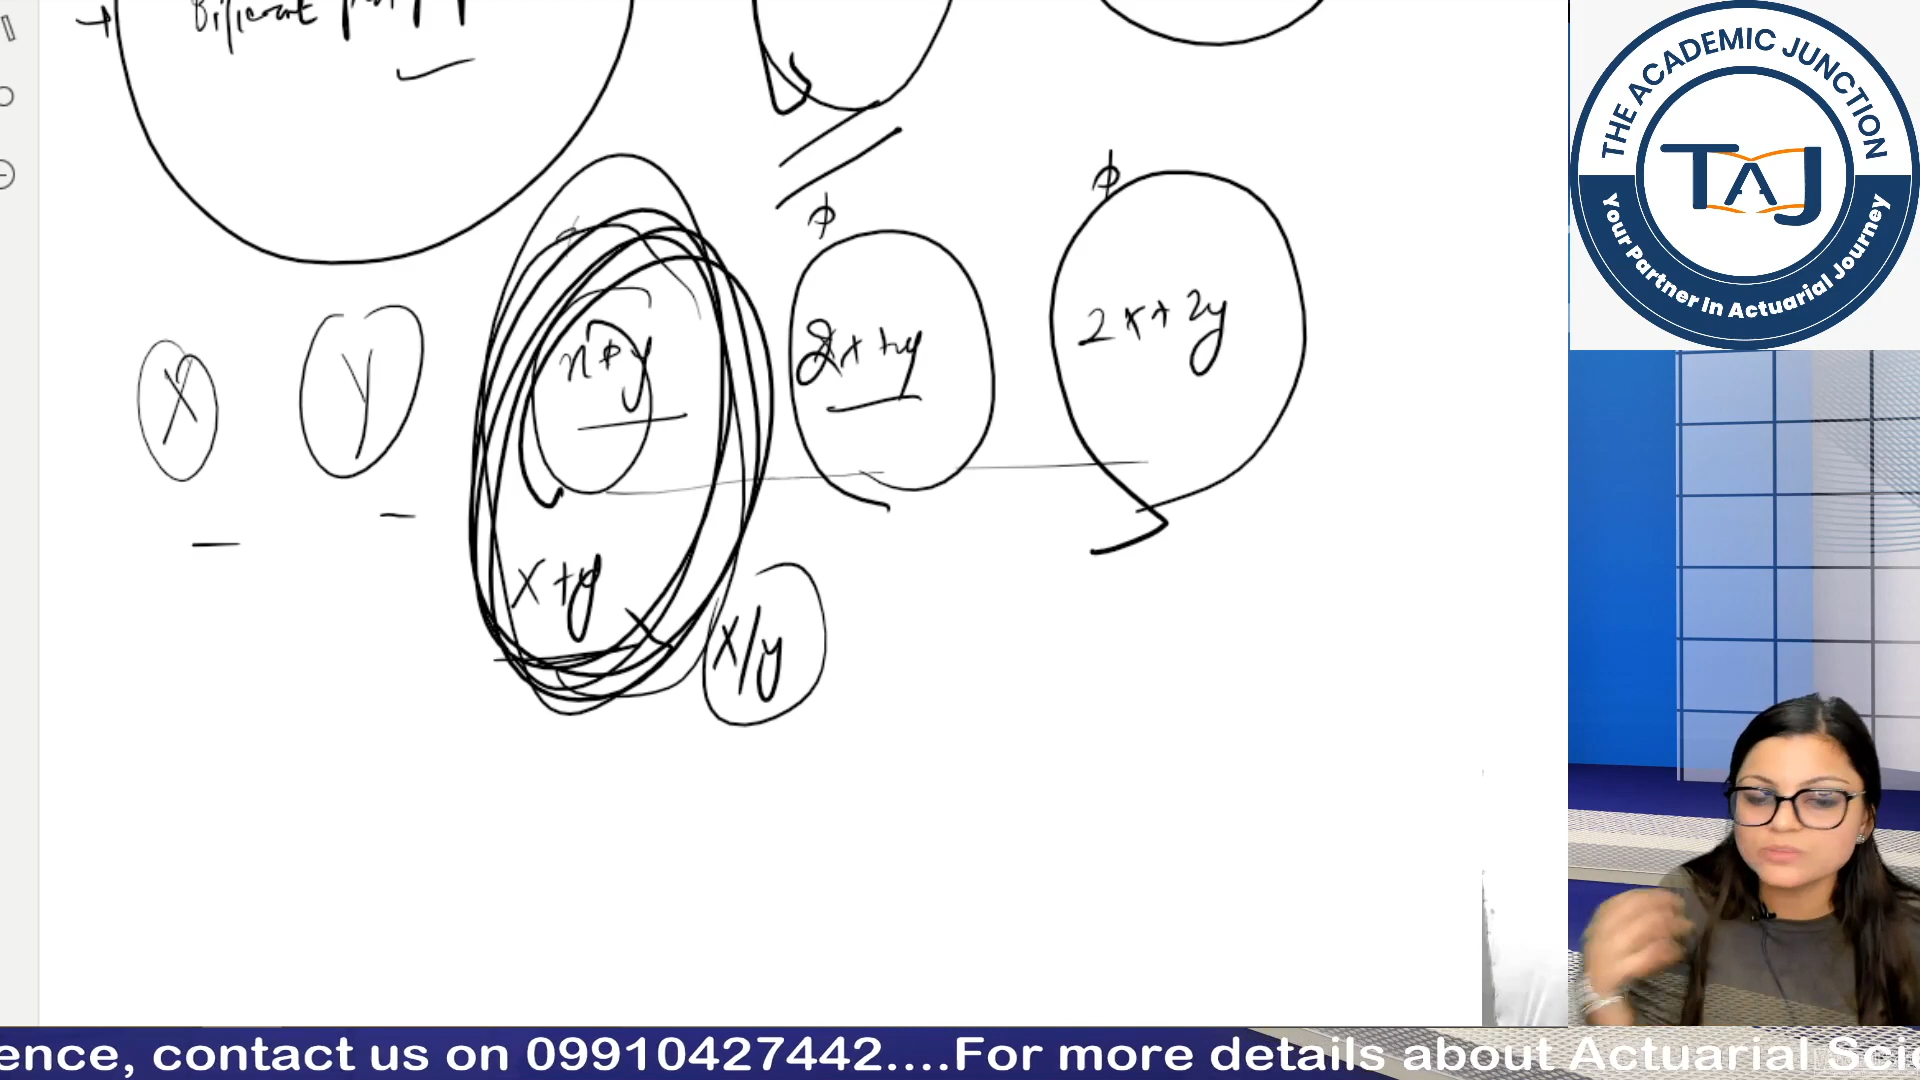 x
y
x+y
2x+y
2x+2y
ϕ
ϕ
x+y
x/y
THE ACADEMIC JUNCTION
TAJ
Your Partner In Actuarial Journey
ence, contact us on 09910427442....For more details about Actuarial Sci